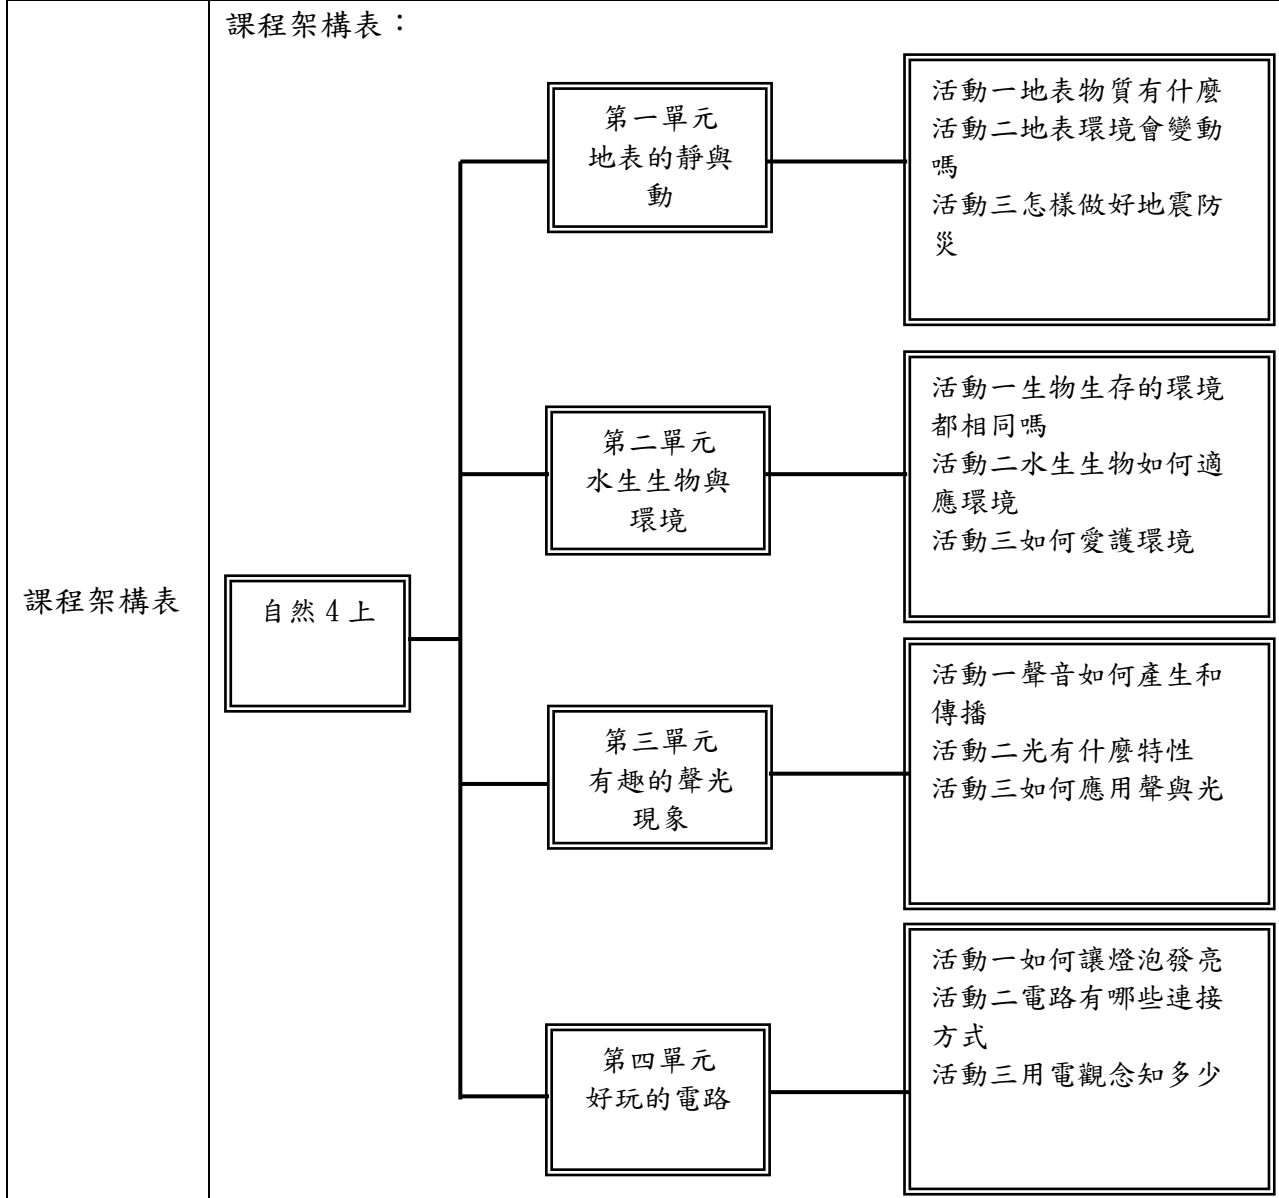 課程架構表
課程架構表：
自然 4 上
第一單元
地表的靜與
動
活動一地表物質有什麼
活動二地表環境會變動
嗎
活動三怎樣做好地震防
災
第二單元
水生生物與
環境
活動一生物生存的環境
都相同嗎
活動二水生生物如何適
應環境
活動三如何愛護環境
第三單元
有趣的聲光
現象
活動一聲音如何產生和
傳播
活動二光有什麼特性
活動三如何應用聲與光
第四單元
好玩的電路
活動一如何讓燈泡發亮
活動二電路有哪些連接
方式
活動三用電觀念知多少